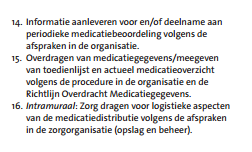 14. Informatie aanleveren voor en/of deelname aan
periodieke medicatiebeoordeling volgens de
afspraken in de organisatie.
15. Overdragen van medicatiegegevens/meegeven
van toedienlijst en actueel medicatieoverzicht
volgens de procedure in de organisatie en de
Richtlijn Overdracht Medicatiegegevens.
16. Intramuraal: Zorg dragen voor logistieke aspecten
van de medicatiedistributie volgens de afspraken
in de zorgorganisatie (opslag en beheer).